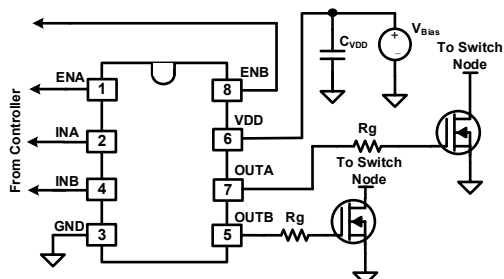 From Controller
ENA
1
INA
2
INB
4
GND
3
ENB
8
VDD
6
OUTA
7
OUTB
5
CVDD
+
-
VBias
To Switch
Node
Rg
To Switch
Node
Rg